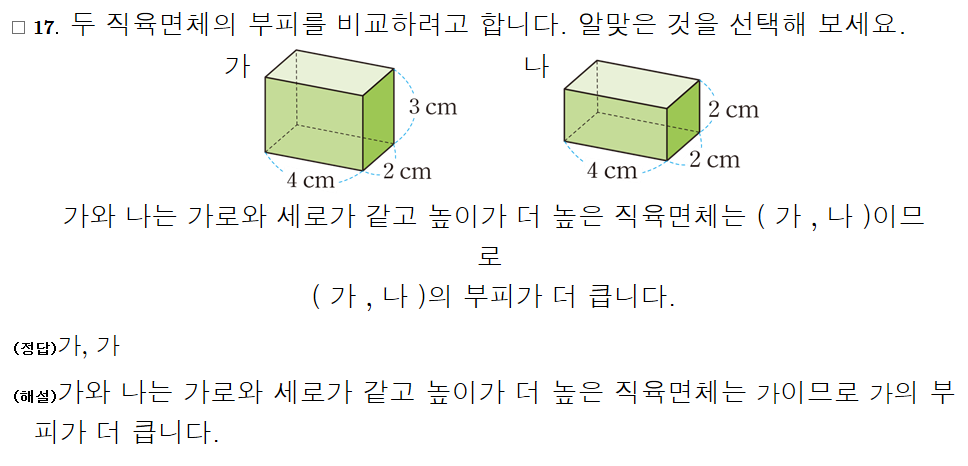 □ 17. 두 직육면체의 부피를 비교하려고 합니다. 알맞은 것을 선택해 보세요.
가
3 cm
4 cm
2 cm
나
2 cm
4 cm
2 cm
가와 나는 가로와 세로가 같고 높이가 더 높은 직육면체는 ( 가 , 나 )이므
로
( 가 , 나 )의 부피가 더 큽니다.
(정답)가, 가
(해설)가와 나는 가로와 세로가 같고 높이가 더 높은 직육면체는 가이므로 가의 부
피가 더 큽니다.